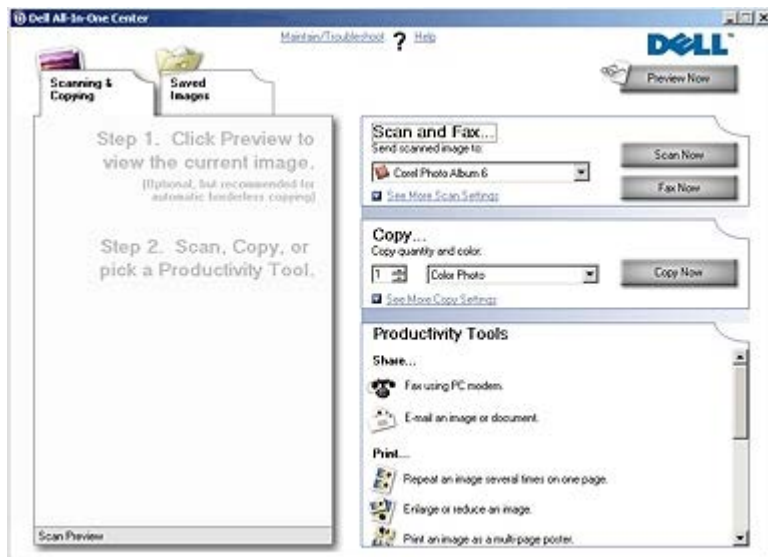 Dell All-In-One Center
Maintain/Troubleshoot ? Help
DELL™
Scanning &
Copying
Saved
Images
Preview Now
Step 1. Click Preview to
view the current image.
(Optional, but recommended for
automatic borderless copying)
Step 2. Scan, Copy, or
pick a Productivity Tool.
Scan Preview
Scan and Fax...
Send scanned image to:
Corel Photo Album 6
See More Scan Settings
Scan Now
Fax Now
Copy...
Copy quantity and color.
1 Color Photo
See More Copy Settings
Copy Now
Productivity Tools
Share...
Fax using PC modem.
E-mail an image or document.
Print...
Repeat an image several times on one page.
Enlarge or reduce an image.
Print an image as a multi-page poster.